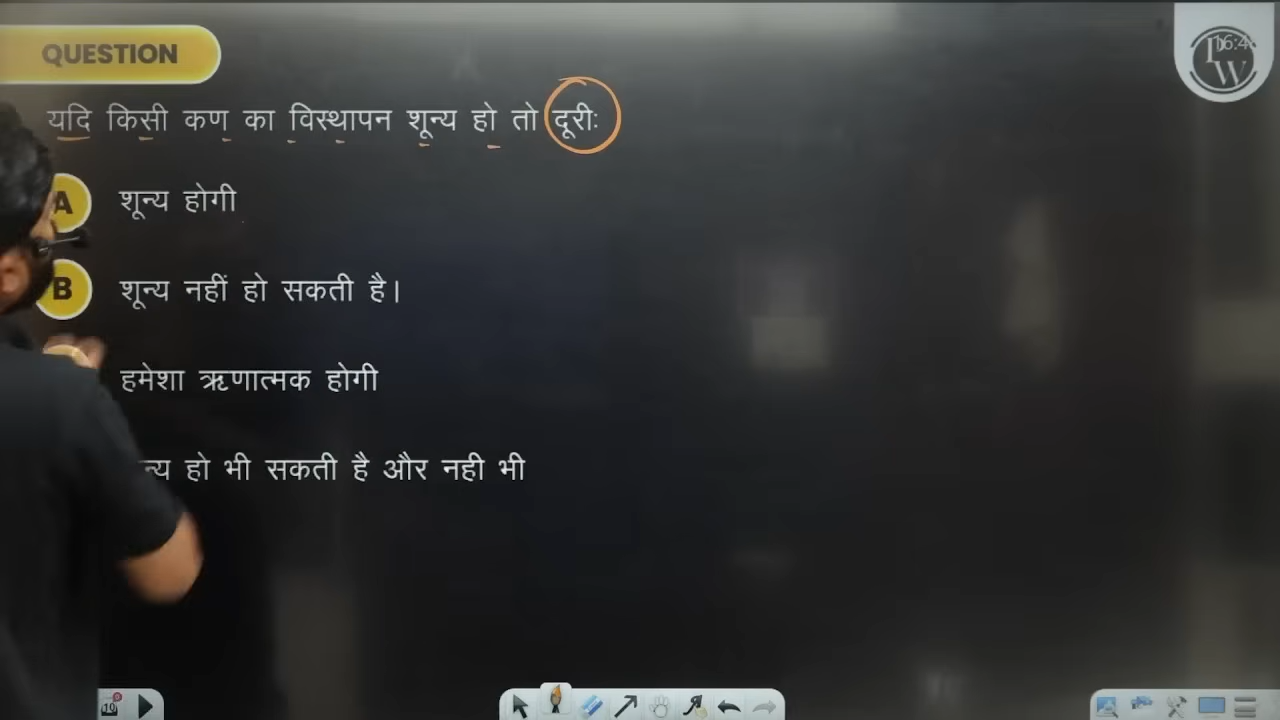 QUESTION
यदि किसी कण का विस्थापन शून्य हो तो दूरीः
A शून्य होगी
B शून्य नहीं हो सकती है।
हमेशा ऋणात्मक होगी
हो भी सकती है और नही भी